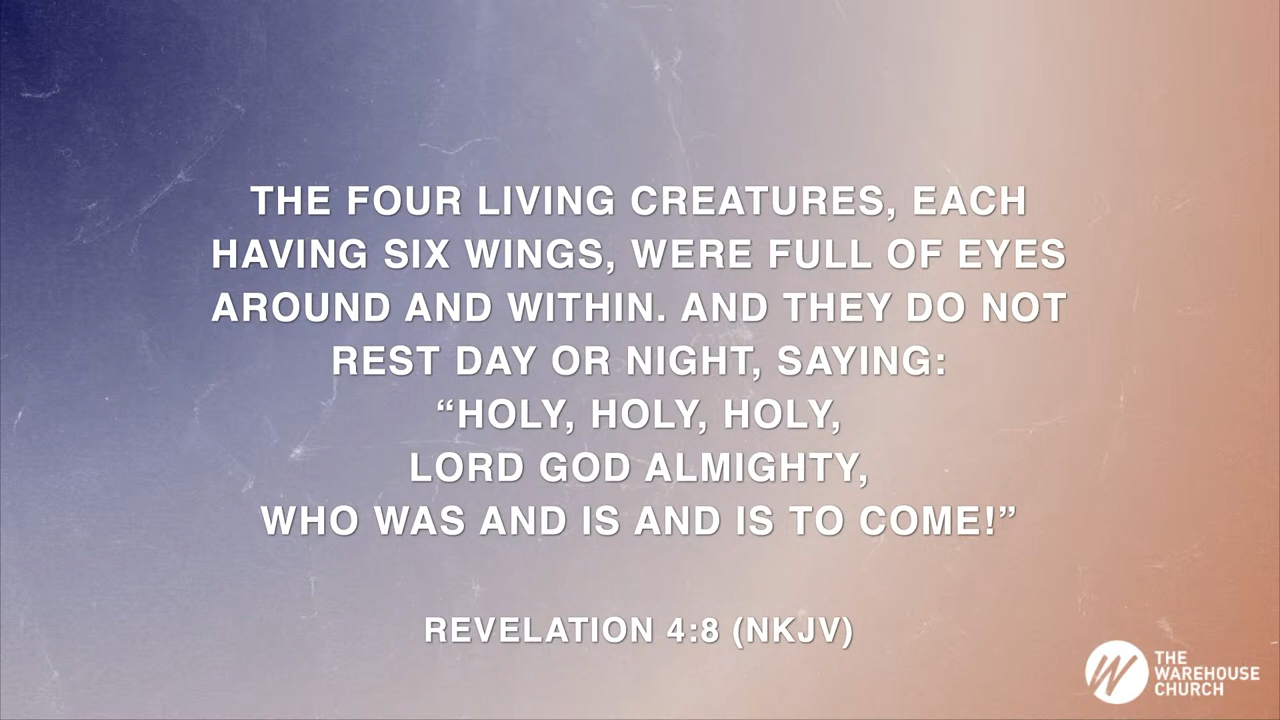 THE FOUR LIVING CREATURES, EACH
HAVING SIX WINGS, WERE FULL OF EYES
AROUND AND WITHIN. AND THEY DO NOT
REST DAY OR NIGHT, SAYING:
“HOLY, HOLY, HOLY,
LORD GOD ALMIGHTY,
WHO WAS AND IS AND IS TO COME!”
REVELATION 4:8 (NKJV)
THE
WAREHOUSE
CHURCH